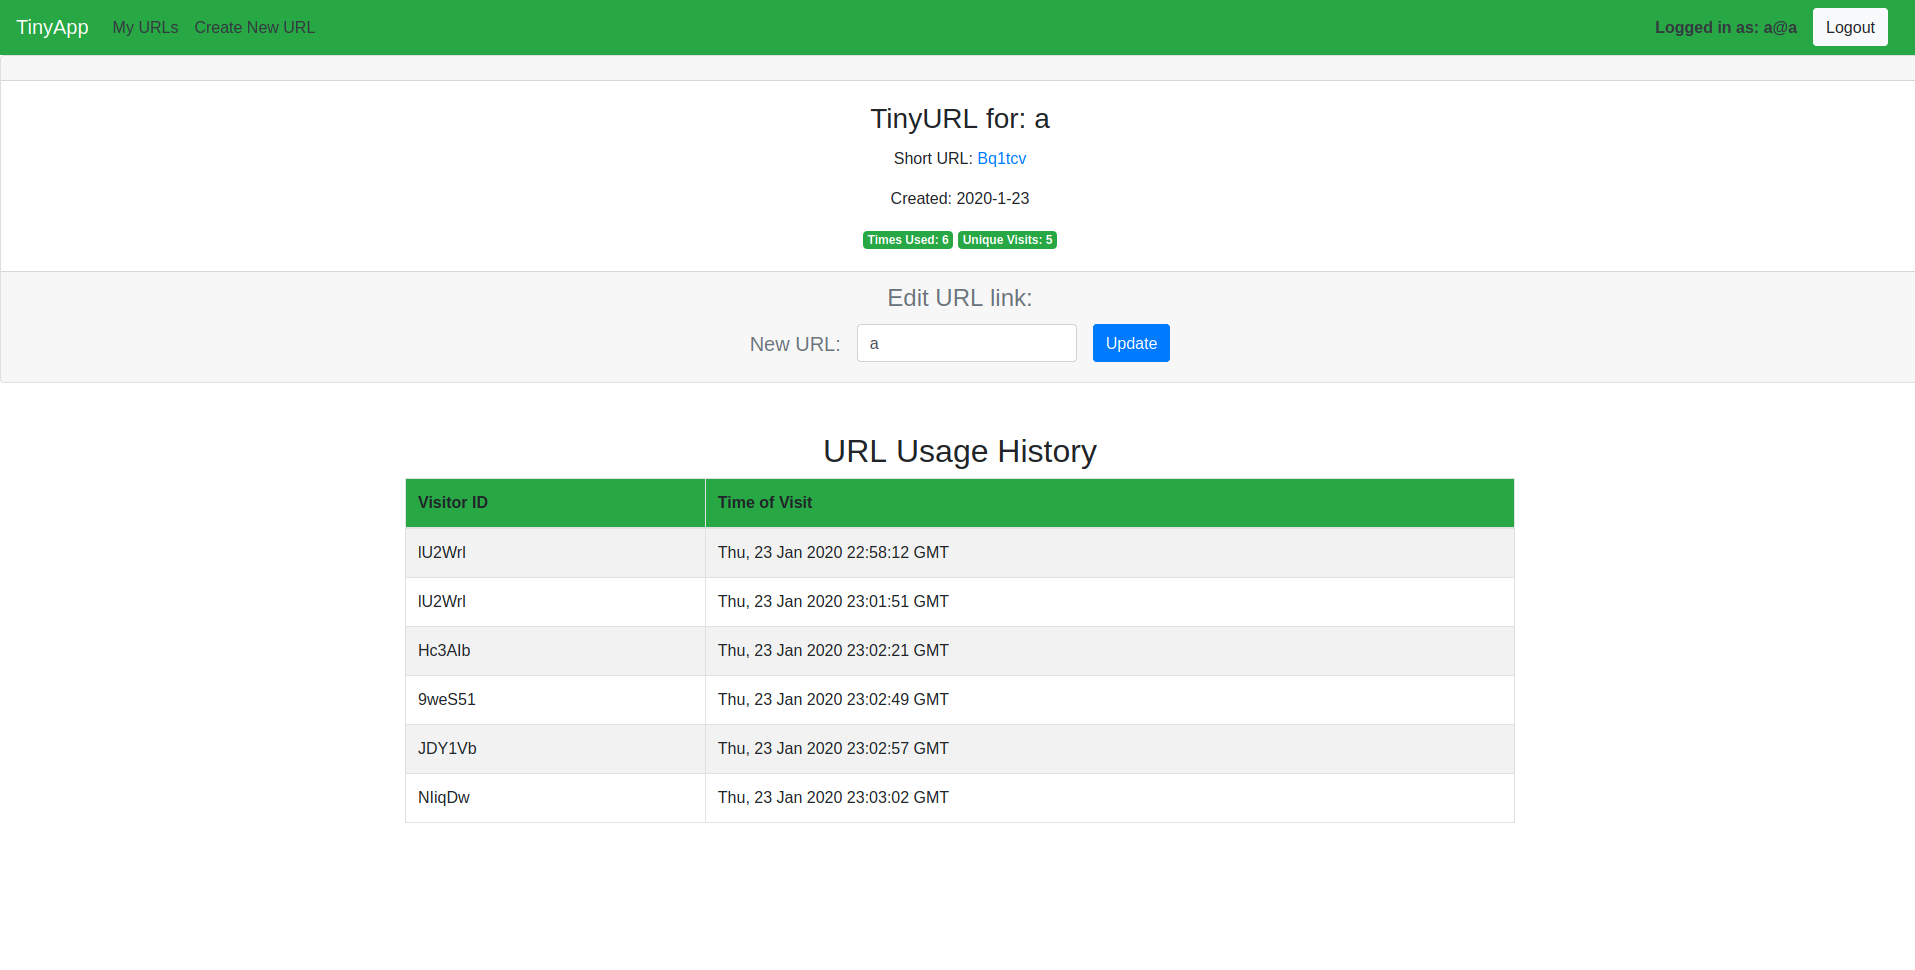 TinyApp My URLs Create New URL Logged in as: a@a Logout
TinyURL for: a
Short URL: Bq1tcv
Created: 2020-1-23
Times Used: 6 Unique Visits: 5
Edit URL link:
New URL: a Update
URL Usage History
Visitor ID Time of Visit
lU2WrI Thu, 23 Jan 2020 22:58:12 GMT
lU2WrI Thu, 23 Jan 2020 23:01:51 GMT
Hc3AIb Thu, 23 Jan 2020 23:02:21 GMT
9weS51 Thu, 23 Jan 2020 23:02:49 GMT
JDY1Vb Thu, 23 Jan 2020 23:02:57 GMT
NIiqDw Thu, 23 Jan 2020 23:03:02 GMT